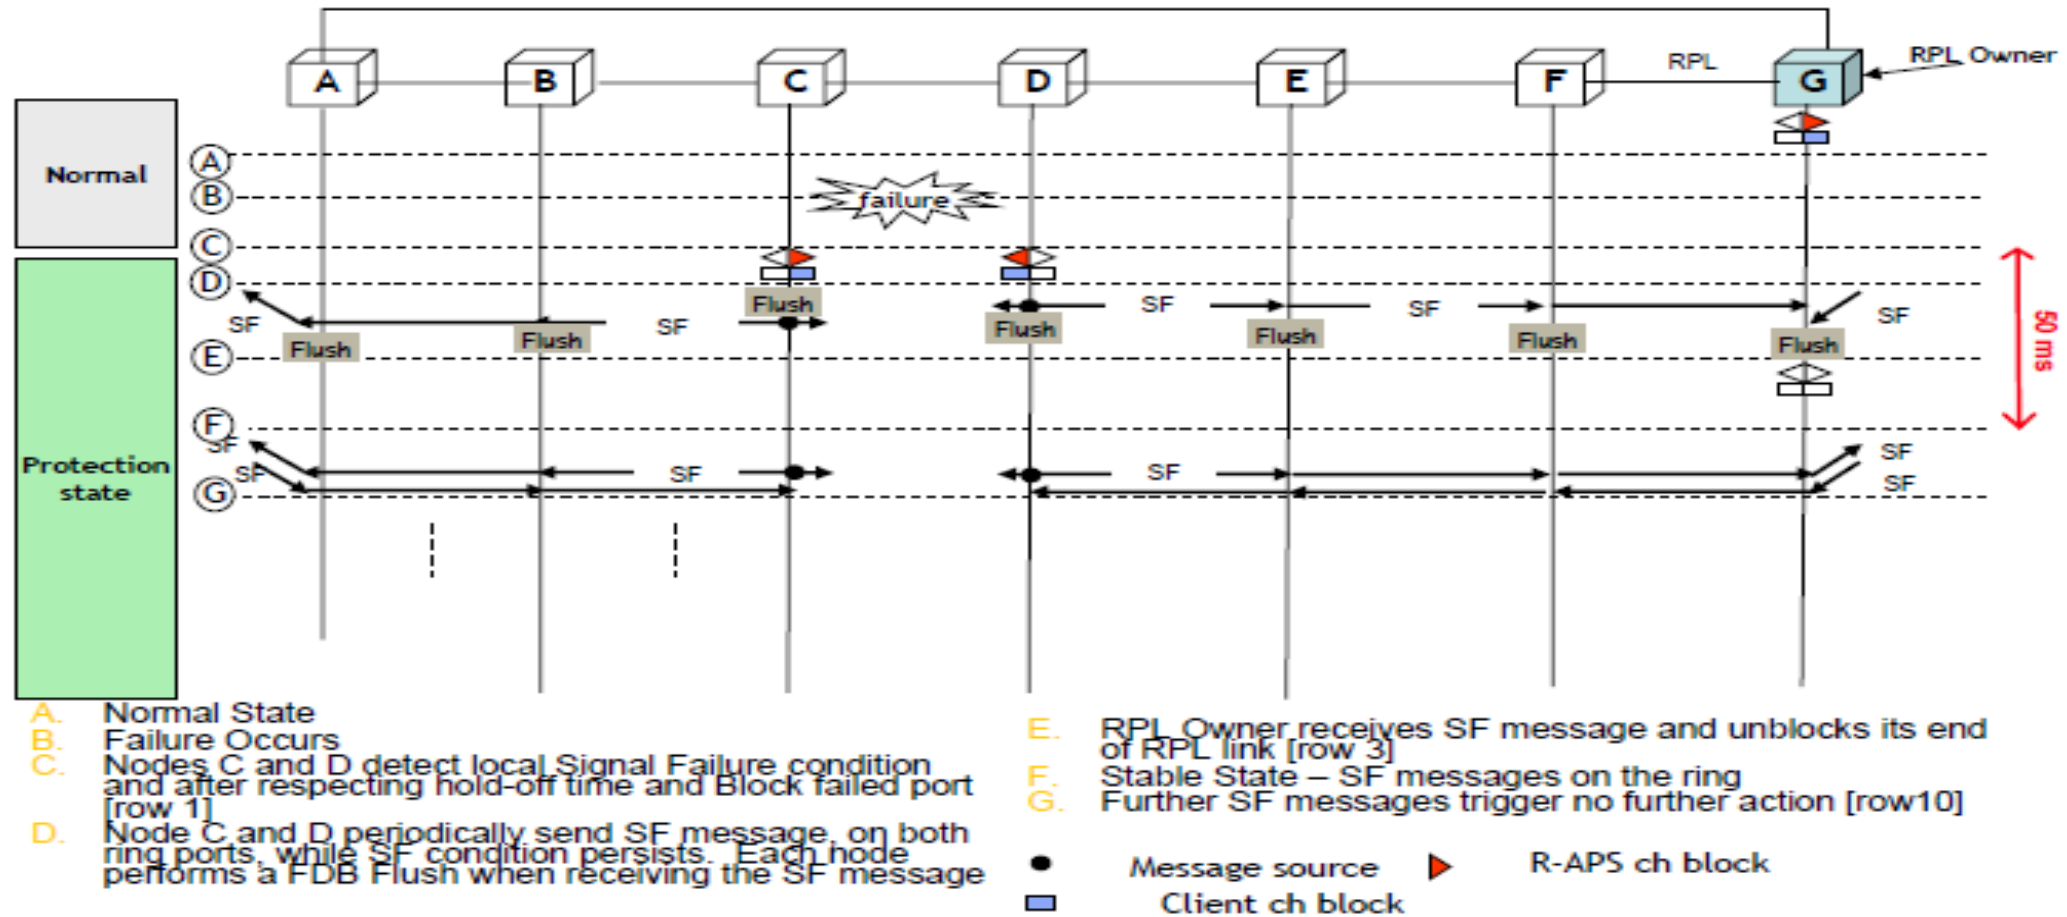 A
B
C
D
E
F
RPL
G
RPL Owner
Normal
A
B
failure
C
D
Flush
SF
SF
SF
SF
SF
Flush
Flush
Flush
Flush
Flush
Flush
E
50 ms
F
SF
SF
SF
SF
SF
SF
G
Protection
state
A. Normal State
B. Failure Occurs
C. Nodes C and D detect local Signal Failure condition
and after respecting hold-off time and Block failed port
[row 1]
D. Node C and D periodically send SF message, on both
ring ports, while SF condition persists. Each node
performs a FDB Flush when receiving the SF message
E. RPL Owner receives SF message and unblocks its end
of RPL link [row 3]
F. Stable State – SF messages on the ring
G. Further SF messages trigger no further action [row10]
Message source
R-APS ch block
Client ch block